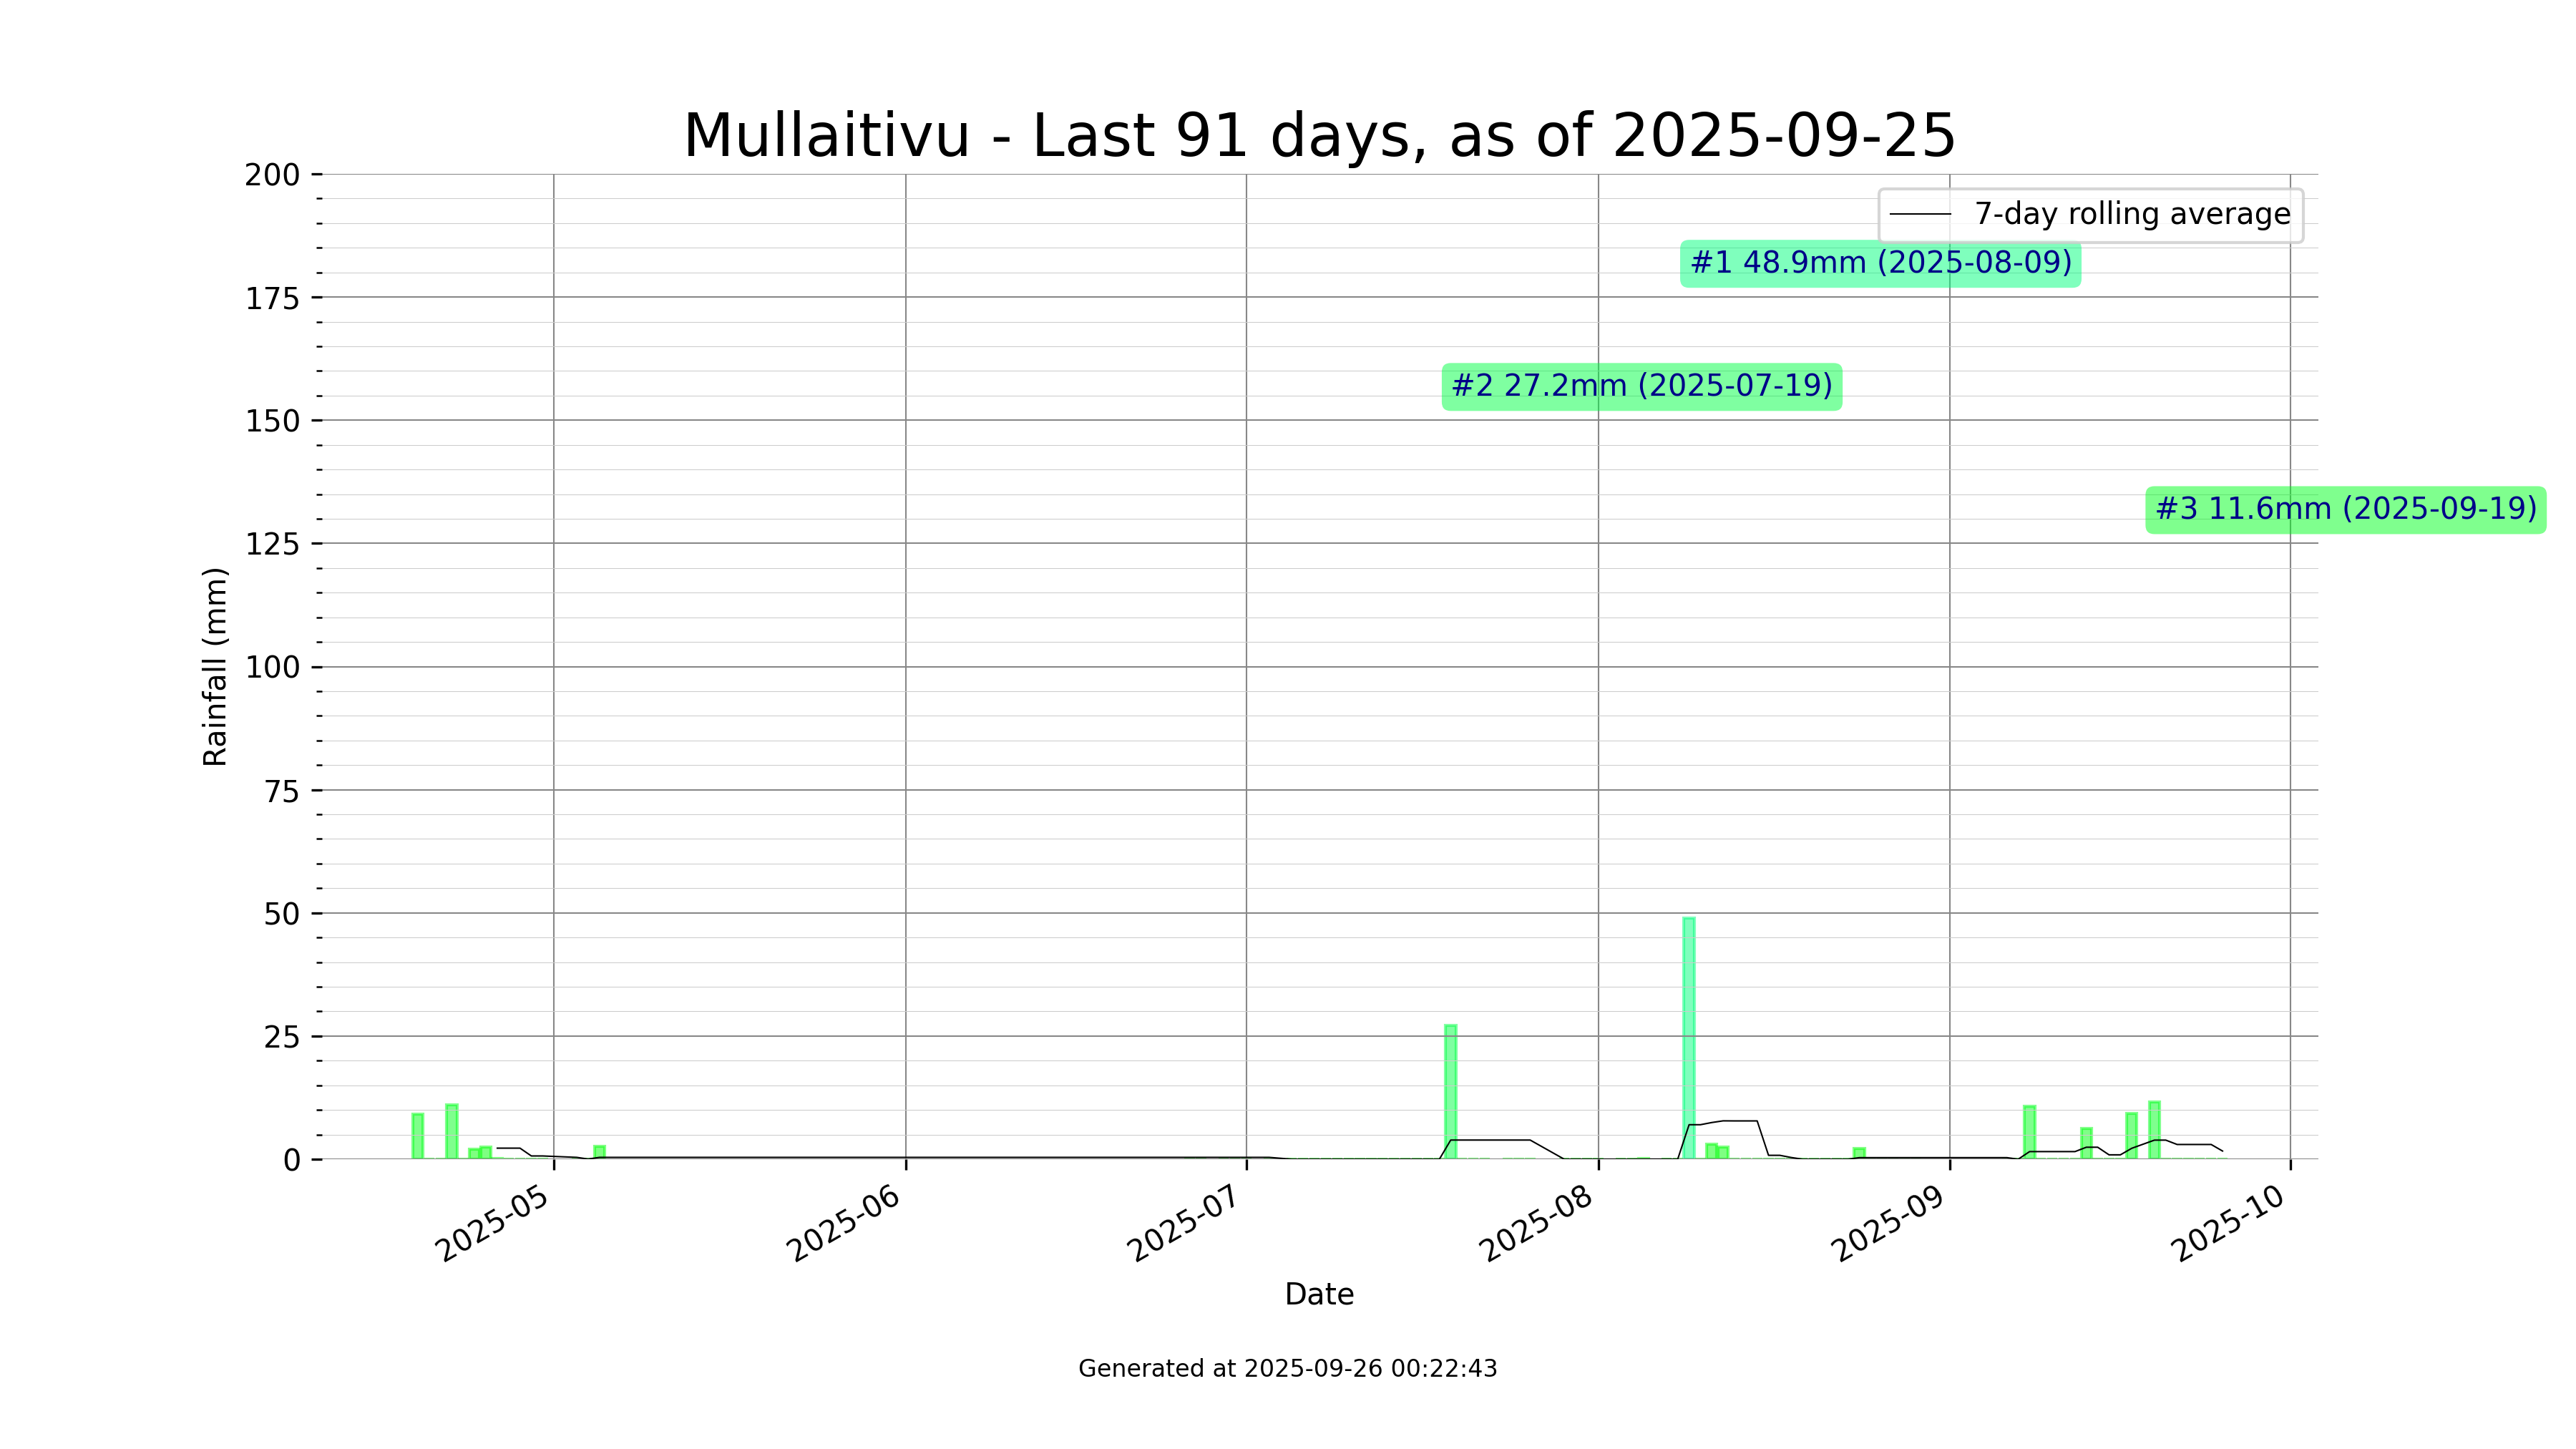 Mullaitivu - Last 91 days, as of 2025-09-25
200
175
150
125
100
75
50
25
0
Rainfall (mm)
7-day rolling average
#1 48.9mm (2025-08-09)
#2 27.2mm (2025-07-19)
#3 11.6mm (2025-09-19)
2025-05
2025-06
2025-07
2025-08
2025-09
2025-10
Date
Generated at 2025-09-26 00:22:43